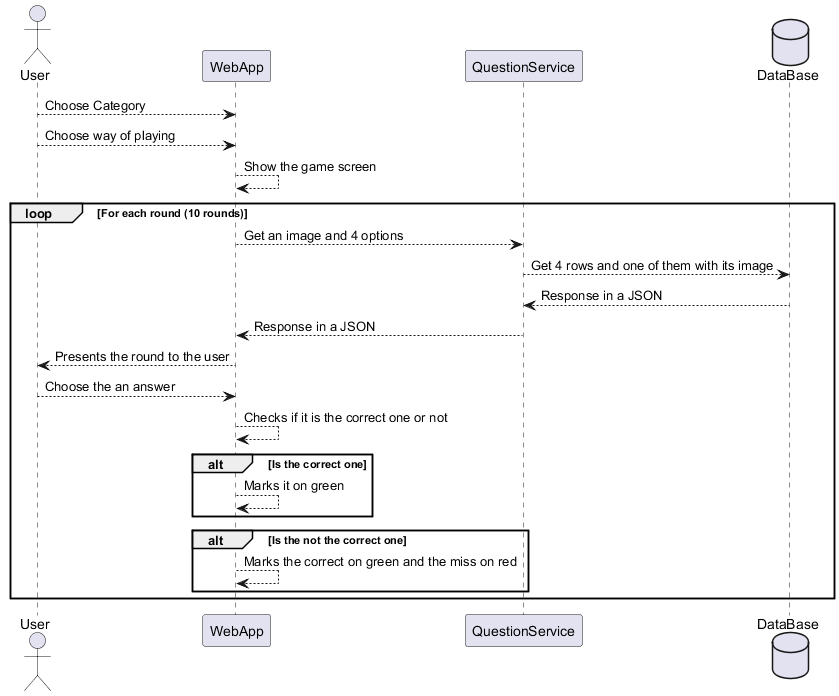 User
WebApp
QuestionService
DataBase
Choose Category
Choose way of playing
Show the game screen
loop [For each round (10 rounds)]
Get an image and 4 options
Get 4 rows and one of them with its image
Response in a JSON
Response in a JSON
Presents the round to the user
Choose the an answer
Checks if it is the correct one or not
alt [Is the correct one]
Marks it on green
alt [Is the not the correct one]
Marks the correct on green and the miss on red
User
WebApp
QuestionService
DataBase